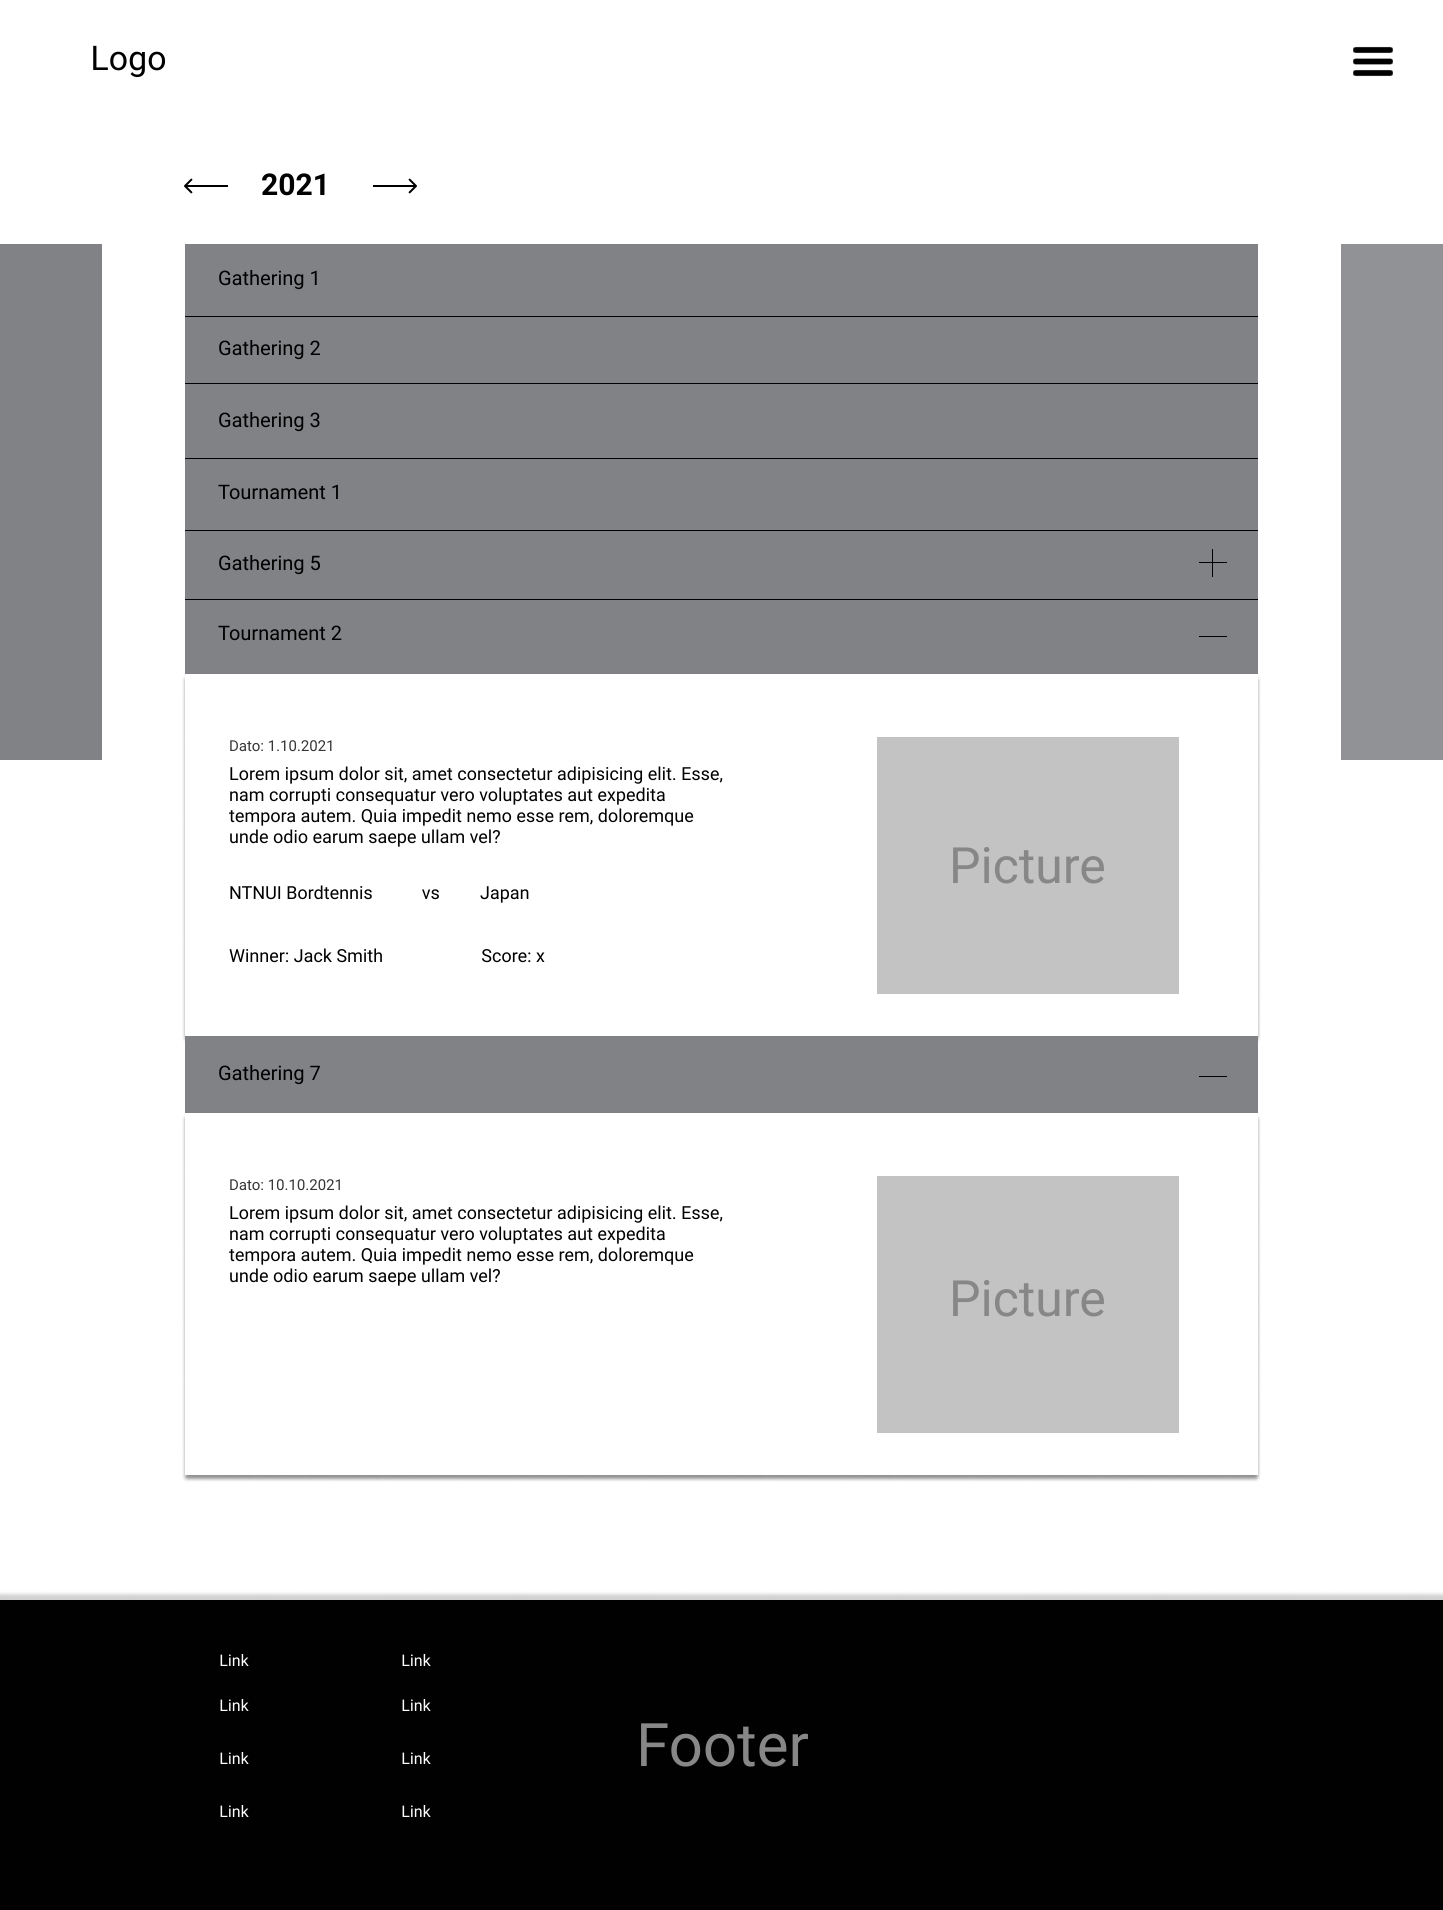 Logo
2021
Gathering 1
Gathering 2
Gathering 3
Tournament 1
Gathering 5
Tournament 2
Dato: 1.10.2021
Lorem ipsum dolor sit, amet consectetur adipisicing elit. Esse,
nam corrupti consequatur vero voluptates aut expedita
tempora autem. Quia impedit nemo esse rem, doloremque
unde odio earum saepe ullam vel?
NTNUI Bordtennis vs Japan
Winner: Jack Smith Score: x
Picture
Gathering 7
Dato: 10.10.2021
Lorem ipsum dolor sit, amet consectetur adipisicing elit. Esse,
nam corrupti consequatur vero voluptates aut expedita
tempora autem. Quia impedit nemo esse rem, doloremque
unde odio earum saepe ullam vel?
Picture
Link Link
Link Link
Link Link
Link Link
Footer